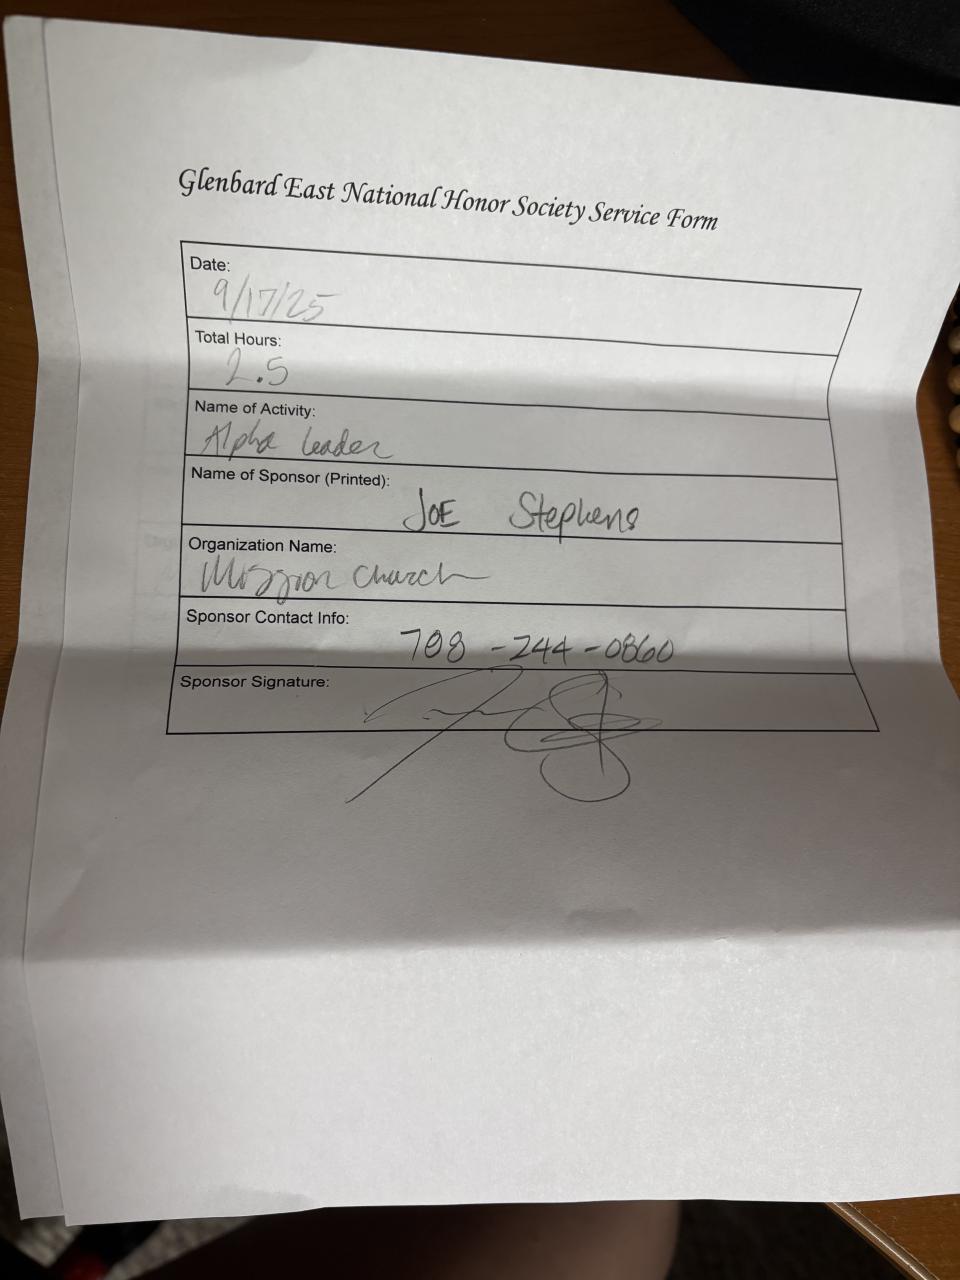 Glenbard East National Honor Society Service Form
Date:
9/17/25
Total Hours:
2.5
Name of Activity:
Alpha Leader
Name of Sponsor (Printed):
JOE Stephens
Organization Name:
Mission Church
Sponsor Contact Info:
708-244-0860
Sponsor Signature: